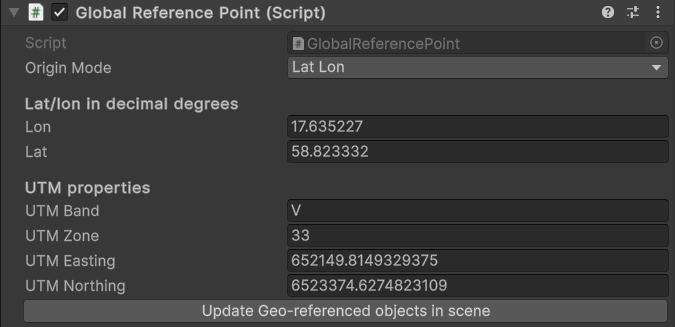 # Global Reference Point (Script)
Script # GlobalReferencePoint
Origin Mode Lat Lon
Lat/lon in decimal degrees
Lon 17.635227
Lat 58.823332
UTM properties
UTM Band V
UTM Zone 33
UTM Easting 652149.8149329375
UTM Northing 6523374.6274823109
Update Geo-referenced objects in scene